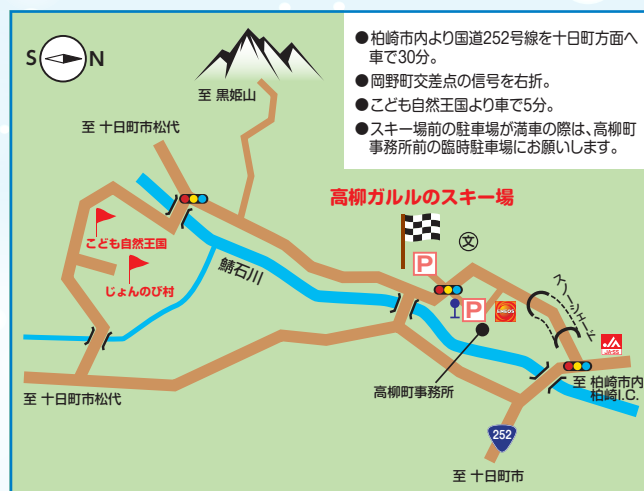 ●柏崎市内より国道252号線を十日町方面へ
車で30分。
●岡野町交差点の信号を右折。
●こども自然王国より車で5分。
●スキー場前の駐車場が満車の際は、高柳町
事務所前の臨時駐車場にお願いします。
S N
至 黒姫山
至 十日町市松代
高柳ガルルのスキー場
文
こども自然王国
じょんのび村
鯖石川
P
P
ENEOS
スノーシェード
JA
JA-SS
高柳町事務所
至 柏崎市内
柏崎I.C.
至 十日町市松代
252
至 十日町市